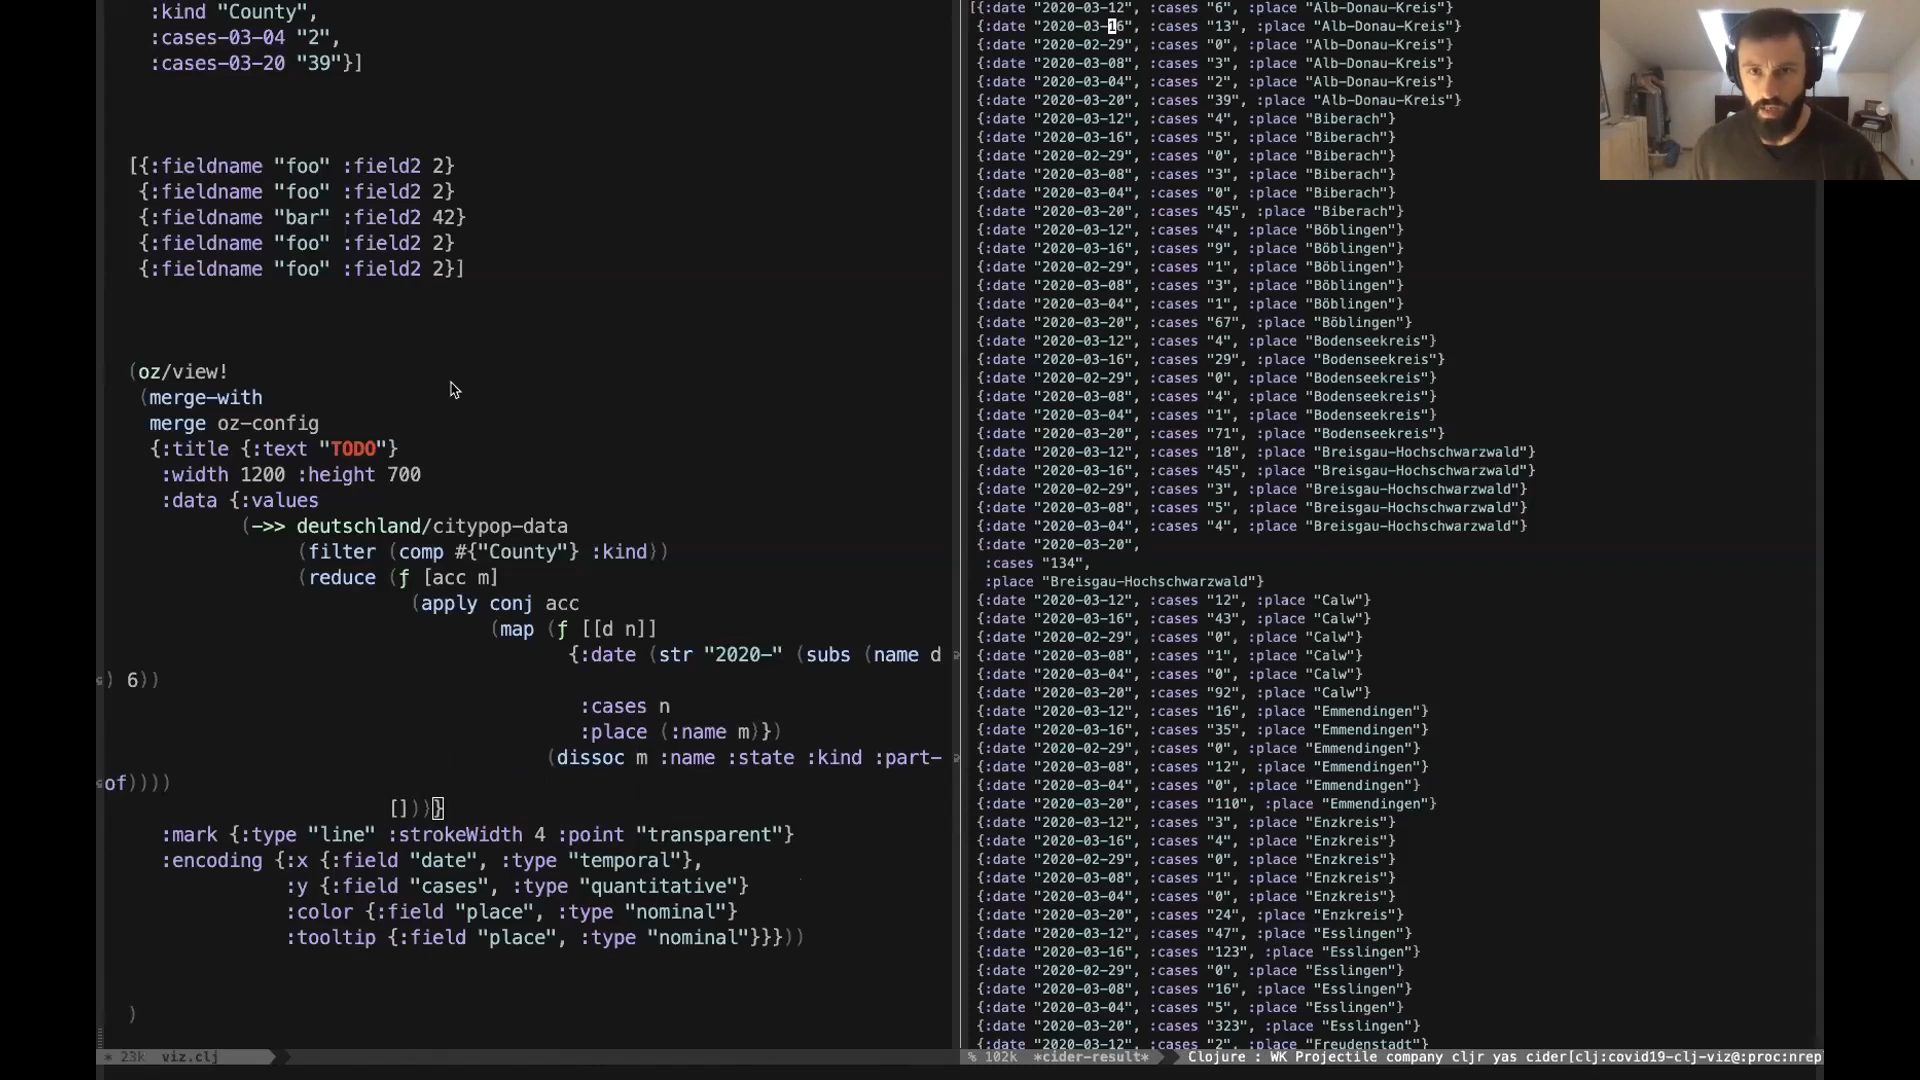 :kind "County",
:cases-03-04 "2",
:cases-03-20 "39"}]
[{:fieldname "foo" :field2 2}
{:fieldname "foo" :field2 2}
{:fieldname "bar" :field2 42}
{:fieldname "foo" :field2 2}
{:fieldname "foo" :field2 2}]
(oz/view!
(merge-with
merge oz-config
{:title {:text "TODO"}
:width 1200 :height 700
:data {:values
(->> deutschland/citypop-data
(filter (comp #{"County"} :kind))
(reduce (ƒ [acc m]
(apply conj acc
(map (ƒ [[d n]]
{:date (str "2020-" (subs (name d
) 6))
:cases n
:place (:name m)})
(dissoc m :name :state :kind :part-
of))))
[]))}
:mark {:type "line" :strokeWidth 4 :point "transparent"}
:encoding {:x {:field "date", :type "temporal"},
:y {:field "cases", :type "quantitative"}
:color {:field "place", :type "nominal"}
:tooltip {:field "place", :type "nominal"}}}))
)
* 23k viz.clj
[{:date "2020-03-12", :cases "6", :place "Alb-Donau-Kreis"}
{:date "2020-03-16", :cases "13", :place "Alb-Donau-Kreis"}
{:date "2020-02-29", :cases "0", :place "Alb-Donau-Kreis"}
{:date "2020-03-08", :cases "3", :place "Alb-Donau-Kreis"}
{:date "2020-03-04", :cases "2", :place "Alb-Donau-Kreis"}
{:date "2020-03-20", :cases "39", :place "Alb-Donau-Kreis"}
{:date "2020-03-12", :cases "4", :place "Biberach"}
{:date "2020-03-16", :cases "5", :place "Biberach"}
{:date "2020-02-29", :cases "0", :place "Biberach"}
{:date "2020-03-08", :cases "3", :place "Biberach"}
{:date "2020-03-04", :cases "0", :place "Biberach"}
{:date "2020-03-20", :cases "45", :place "Biberach"}
{:date "2020-03-12", :cases "4", :place "Böblingen"}
{:date "2020-03-16", :cases "9", :place "Böblingen"}
{:date "2020-02-29", :cases "1", :place "Böblingen"}
{:date "2020-03-08", :cases "3", :place "Böblingen"}
{:date "2020-03-04", :cases "1", :place "Böblingen"}
{:date "2020-03-20", :cases "67", :place "Böblingen"}
{:date "2020-03-12", :cases "4", :place "Bodenseekreis"}
{:date "2020-03-16", :cases "29", :place "Bodenseekreis"}
{:date "2020-02-29", :cases "0", :place "Bodenseekreis"}
{:date "2020-03-08", :cases "4", :place "Bodenseekreis"}
{:date "2020-03-04", :cases "1", :place "Bodenseekreis"}
{:date "2020-03-20", :cases "71", :place "Bodenseekreis"}
{:date "2020-03-12", :cases "18", :place "Breisgau-Hochschwarzwald"}
{:date "2020-03-16", :cases "45", :place "Breisgau-Hochschwarzwald"}
{:date "2020-02-29", :cases "3", :place "Breisgau-Hochschwarzwald"}
{:date "2020-03-08", :cases "5", :place "Breisgau-Hochschwarzwald"}
{:date "2020-03-04", :cases "4", :place "Breisgau-Hochschwarzwald"}
{:date "2020-03-20",
:cases "134",
:place "Breisgau-Hochschwarzwald"}
{:date "2020-03-12", :cases "12", :place "Calw"}
{:date "2020-03-16", :cases "43", :place "Calw"}
{:date "2020-02-29", :cases "0", :place "Calw"}
{:date "2020-03-08", :cases "1", :place "Calw"}
{:date "2020-03-04", :cases "0", :place "Calw"}
{:date "2020-03-20", :cases "92", :place "Calw"}
{:date "2020-03-12", :cases "16", :place "Emmendingen"}
{:date "2020-03-16", :cases "35", :place "Emmendingen"}
{:date "2020-02-29", :cases "0", :place "Emmendingen"}
{:date "2020-03-08", :cases "12", :place "Emmendingen"}
{:date "2020-03-04", :cases "0", :place "Emmendingen"}
{:date "2020-03-20", :cases "110", :place "Emmendingen"}
{:date "2020-03-12", :cases "3", :place "Enzkreis"}
{:date "2020-03-16", :cases "4", :place "Enzkreis"}
{:date "2020-02-29", :cases "0", :place "Enzkreis"}
{:date "2020-03-08", :cases "1", :place "Enzkreis"}
{:date "2020-03-04", :cases "0", :place "Enzkreis"}
{:date "2020-03-20", :cases "24", :place "Enzkreis"}
{:date "2020-03-12", :cases "47", :place "Esslingen"}
{:date "2020-03-16", :cases "123", :place "Esslingen"}
{:date "2020-02-29", :cases "0", :place "Esslingen"}
{:date "2020-03-08", :cases "16", :place "Esslingen"}
{:date "2020-03-04", :cases "5", :place "Esslingen"}
{:date "2020-03-20", :cases "323", :place "Esslingen"}
{:date "2020-03-12", :cases "2", :place "Freudenstadt"}
% 102k *cider-result* Clojure : WK Projectile company cljr yas cider[clj:covid19-clj-viz@:proc:nrep